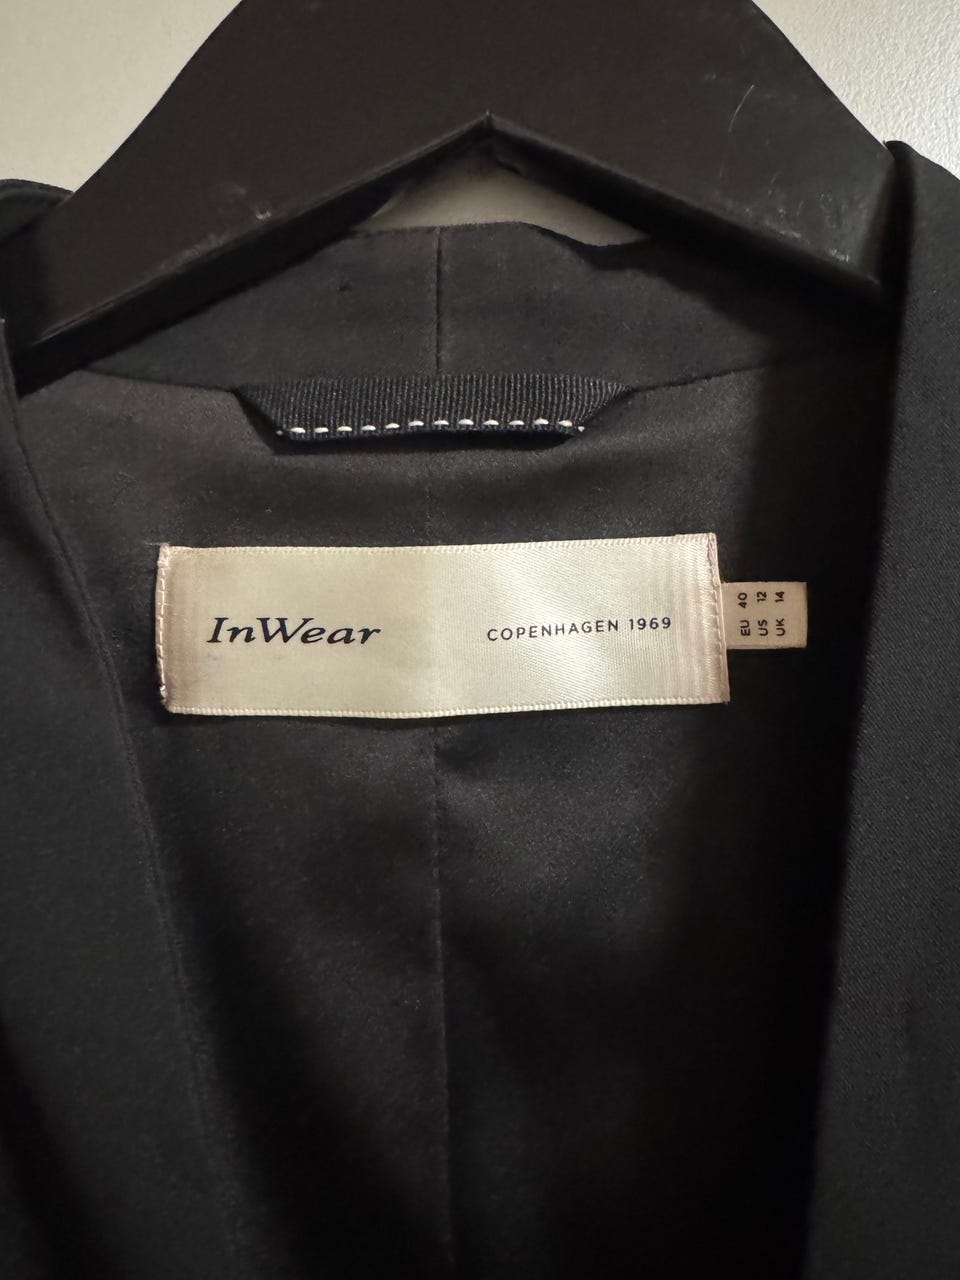 InWear
COPENHAGEN 1969
EU 40
US 12
UK 14